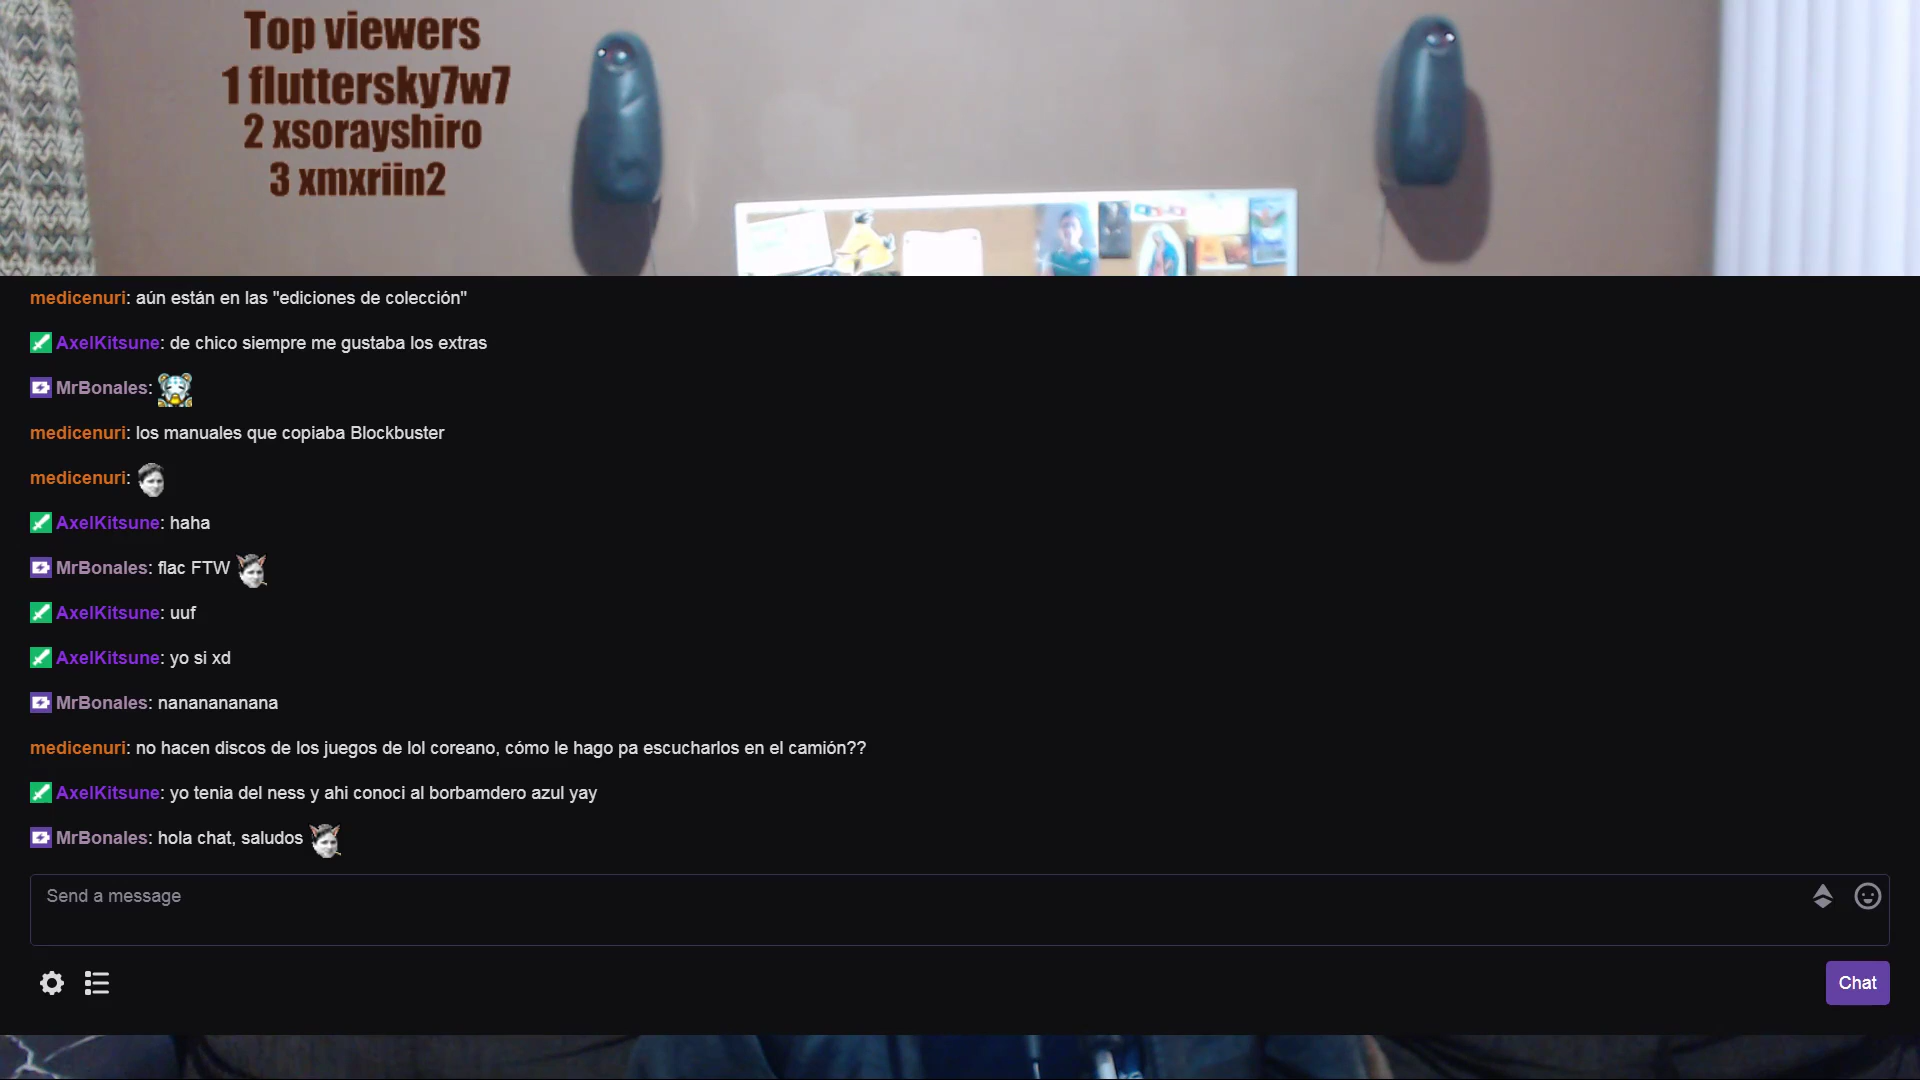 Top viewers
1 fluttersky7w7
2 xsorayshiro
3 xmxriin2
medicenuri: aún están en las "ediciones de colección"
AxelKitsune: de chico siempre me gustaba los extras
MrBonales:
medicenuri: los manuales que copiaba Blockbuster
medicenuri:
AxelKitsune: haha
MrBonales: flac FTW
AxelKitsune: uuf
AxelKitsune: yo si xd
MrBonales: nanananananana
medicenuri: no hacen discos de los juegos de lol coreano, cómo le hago pa escucharlos en el camión??
AxelKitsune: yo tenia del ness y ahi conoci al borbamdero azul yay
MrBonales: hola chat, saludos
Send a message
Chat